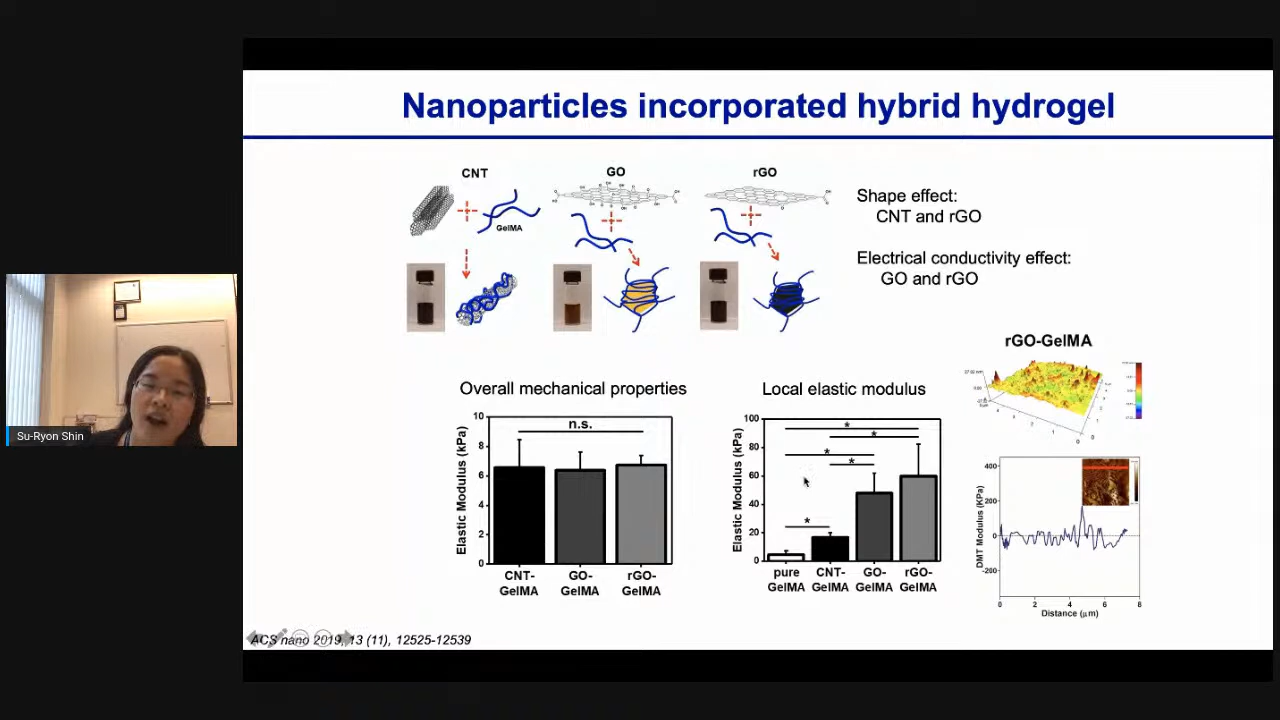 Nanoparticles incorporated hybrid hydrogel
CNT
GO
rGO
GelMA
Shape effect:
CNT and rGO
Electrical conductivity effect:
GO and rGO
rGO-GelMA
Overall mechanical properties
Elastic Modulus (kPa)
10
8
6
4
2
0
n.s.
CNT-
GelMA
GO-
GelMA
rGO-
GelMA
Local elastic modulus
Elastic Modulus (kPa)
100
80
60
40
20
0
*
*
*
*
*
pure
GelMA
CNT-
GelMA
GO-
GelMA
rGO-
GelMA
DMT Modulus (KPa)
400
200
0
-200
0 2 4 6 8
Distance (μm)
Su-Ryon Shin
ACS nano 2019, 13 (11), 12525-12539